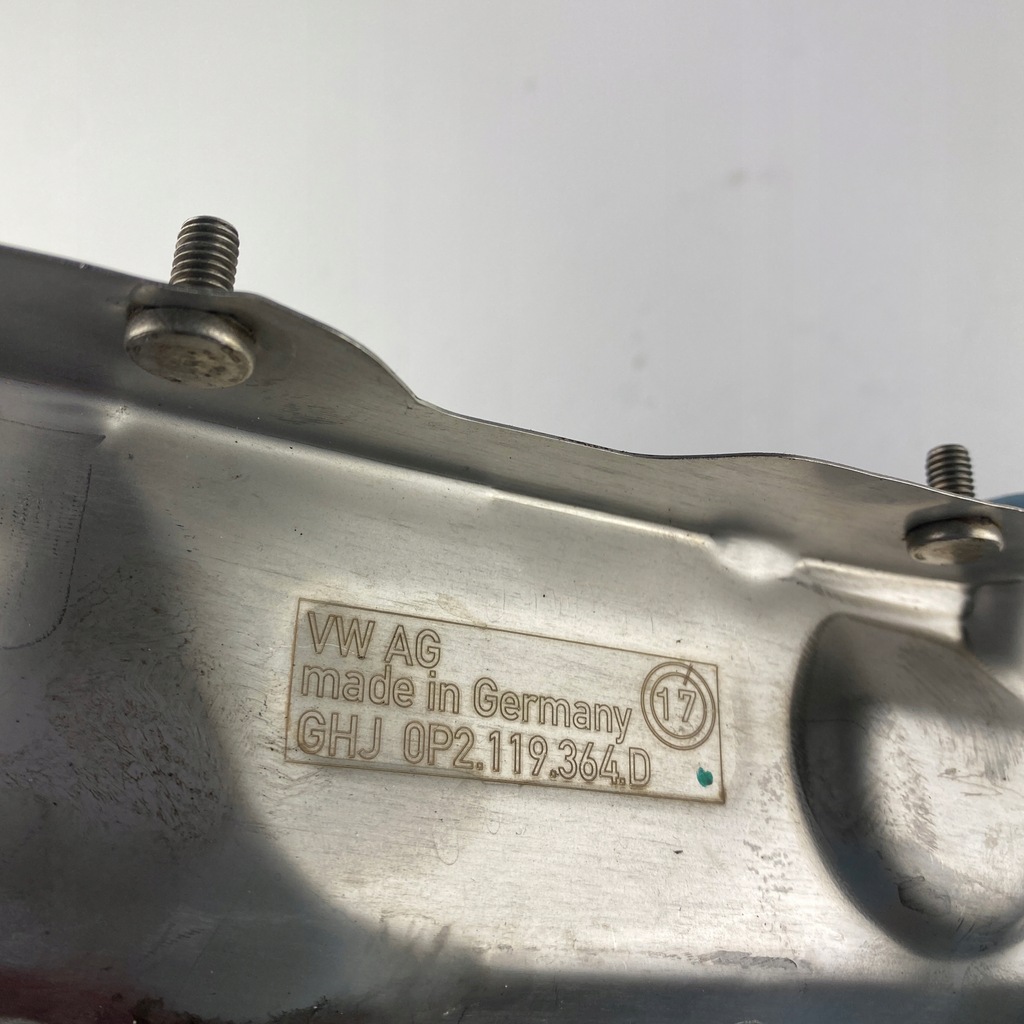 VW AG
made in Germany
17
GHJ 0P2.119.364.D